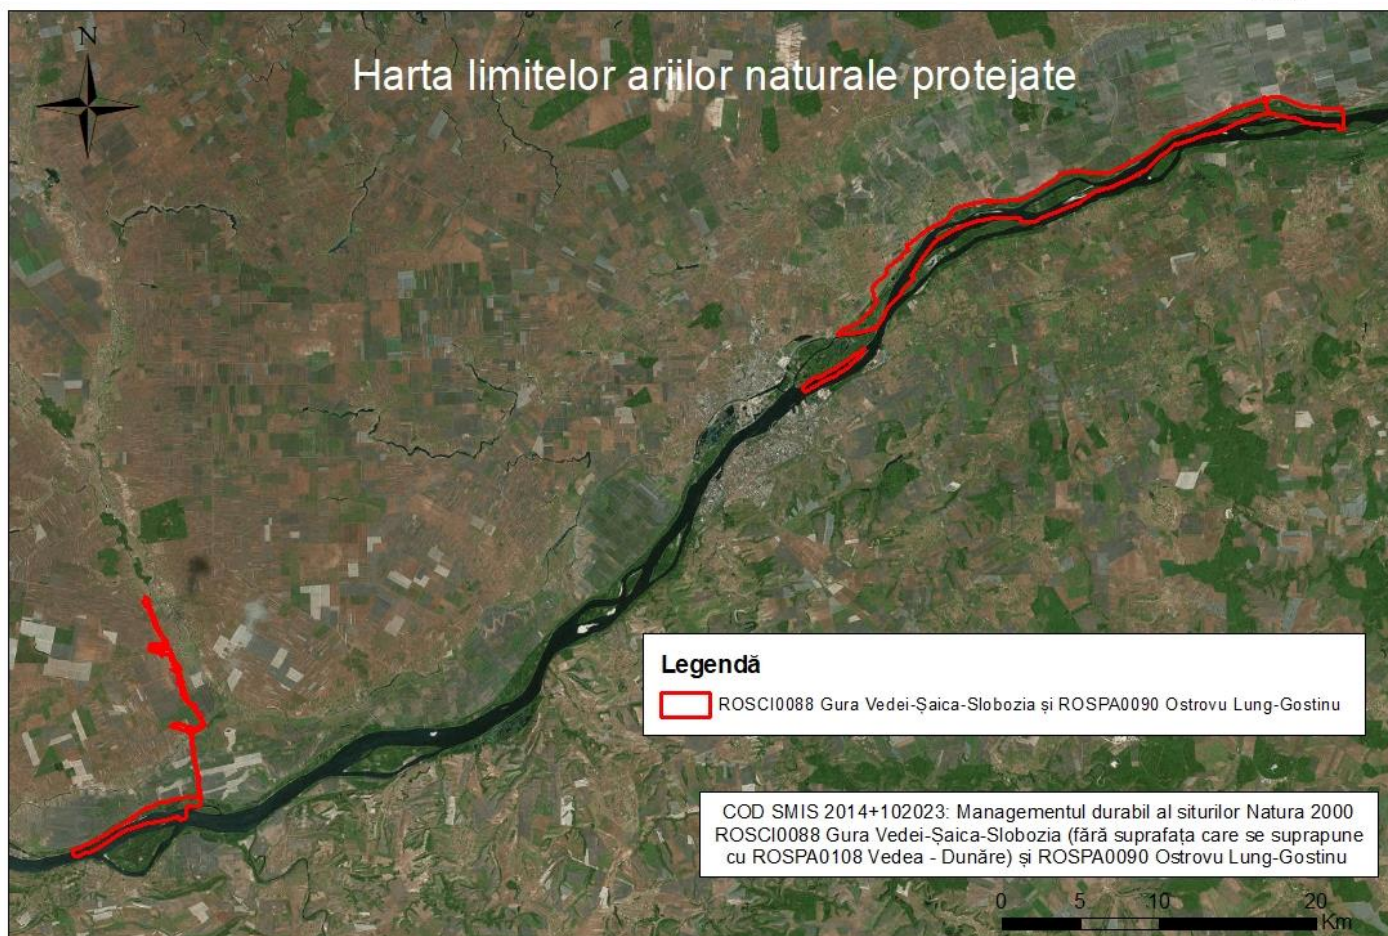 N
Harta limitelor ariilor naturale protejate
Legendă
ROSCI0088 Gura Vedei-Șaica-Slobozia și ROSPA0090 Ostrovu Lung-Gostinu
COD SMIS 2014+102023: Managementul durabil al siturilor Natura 2000
ROSCI0088 Gura Vedei-Șaica-Slobozia (fără suprafața care se suprapune
cu ROSPA0108 Vedea - Dunăre) și ROSPA0090 Ostrovu Lung-Gostinu
0 5 10 20
Km